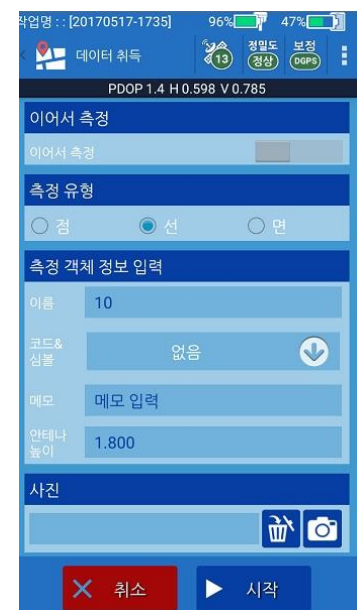 작업명 : : [20170517-1735] 96% 47%
데이터 취득 13 정밀도 정상 보정 DGPS
PDOP 1.4 H 0.598 V 0.785
이어서 측정
이어서 측정
측정 유형
점 선 면
측정 객체 정보 입력
이름 10
코드&
심볼 없음
메모 메모 입력
안테나
높이 1.800
사진
취소 시작